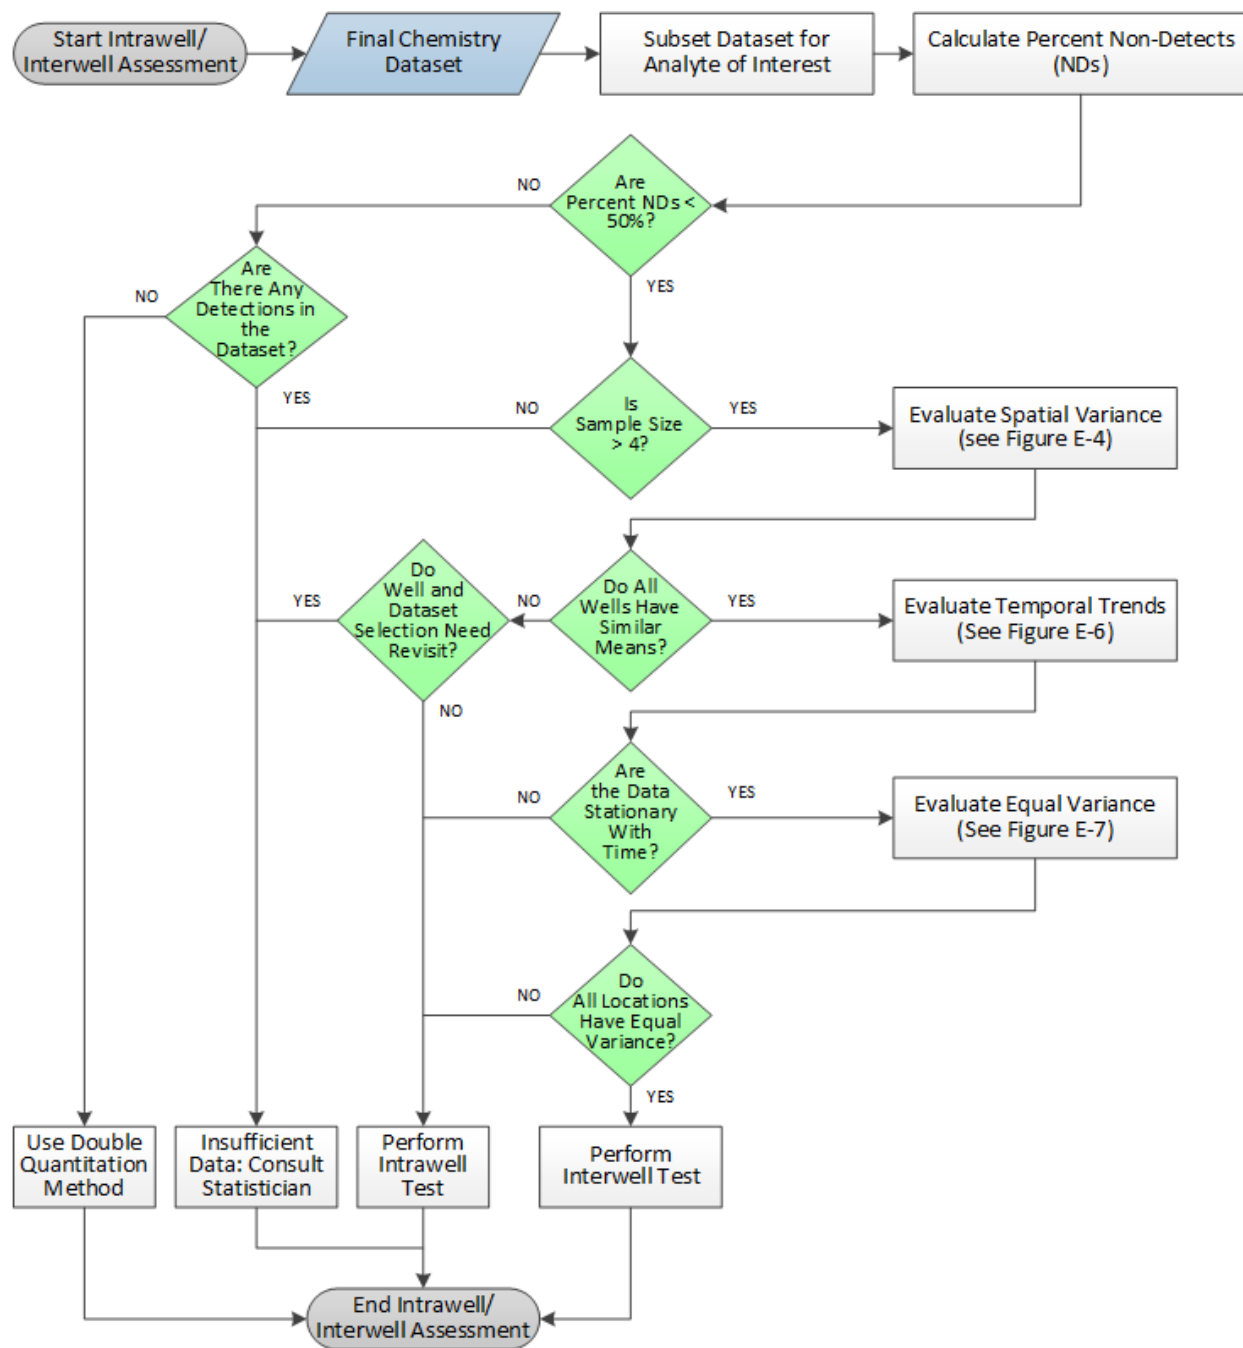 Start Intrawell/
Interwell Assessment
Final Chemistry
Dataset
Subset Dataset for
Analyte of Interest
Calculate Percent Non-Detects
(NDs)
Are
Percent NDs <
50%?
NO
YES
Are
There Any
Detections in
the
Dataset?
NO
YES
Is
Sample Size
> 4?
NO
YES
Evaluate Spatial Variance
(see Figure E-4)
Do All
Wells Have
Similar
Means?
NO
YES
Do
Well and
Dataset
Selection Need
Revisit?
YES
NO
Evaluate Temporal Trends
(See Figure E-6)
Are
the Data
Stationary
With
Time?
NO
YES
Evaluate Equal Variance
(See Figure E-7)
Do
All Locations
Have Equal
Variance?
NO
YES
Use Double
Quantitation
Method
Insufficient
Data: Consult
Statistician
Perform
Intrawell
Test
Perform
Interwell Test
End Intrawell/
Interwell Assessment